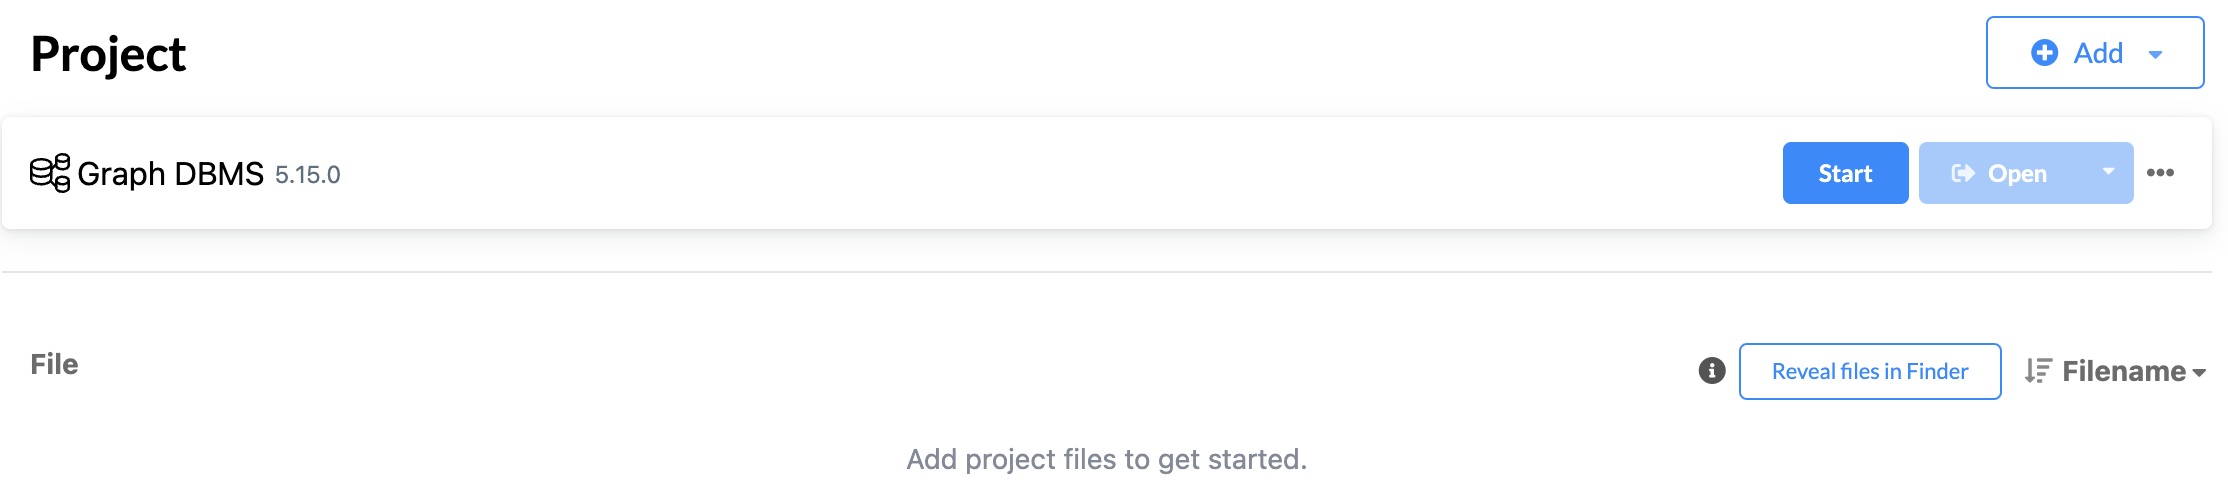 Project
Add
Graph DBMS 5.15.0
Start
Open
File
Reveal files in Finder
Filename
Add project files to get started.